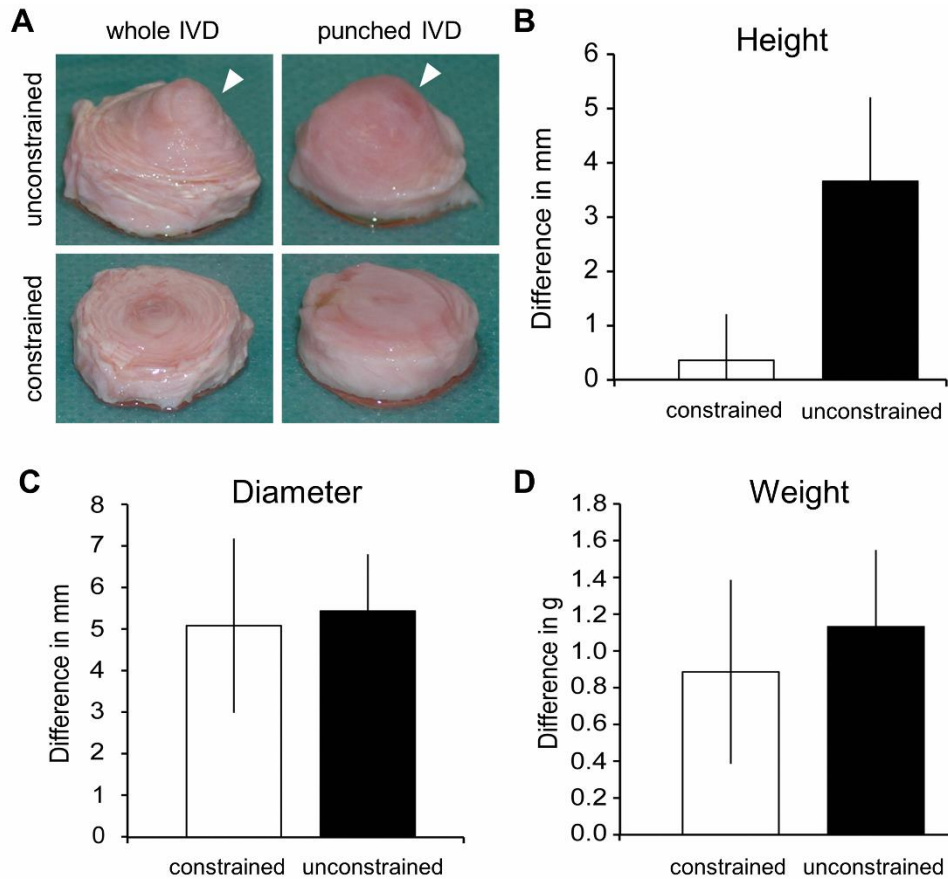 A
whole IVD
punched IVD
unconstrained
constrained
B
Height
Difference in mm
6
5
4
3
2
1
0
constrained
unconstrained
C
Diameter
Difference in mm
8
7
6
5
4
3
2
1
0
constrained
unconstrained
D
Weight
Difference in g
1.8
1.6
1.4
1.2
1.0
0.8
0.6
0.4
0.2
0.0
constrained
unconstrained